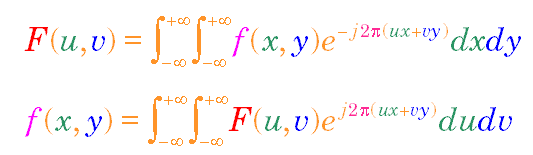 F(u,v) = ∫_{-∞}^{+∞} ∫_{-∞}^{+∞} f(x,y)e^{-j2π(ux+vy)}dxdy
f(x,y) = ∫_{-∞}^{+∞} ∫_{-∞}^{+∞} F(u,v)e^{j2π(ux+vy)}dudv